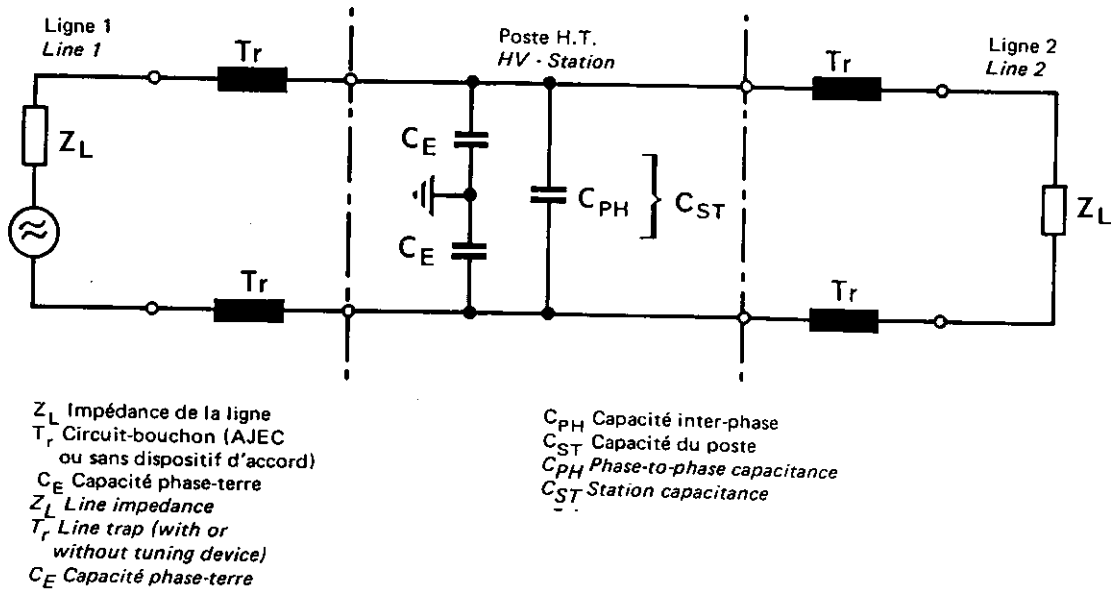 Ligne 1
Line 1
Tr
Poste H.T.
HV - Station
Tr
Ligne 2
Line 2
Z_L
C_E
C_PH } C_ST
C_E
Z_L
Tr
Tr
Z_L Impédance de la ligne
T_r Circuit-bouchon (AJEC
ou sans dispositif d'accord)
C_E Capacité phase-terre
Z_L Line impedance
T_r Line trap (with or
without tuning device)
C_E Capacité phase-terre
C_PH Capacité inter-phase
C_ST Capacité du poste
C_PH Phase-to-phase capacitance
C_ST Station capacitance